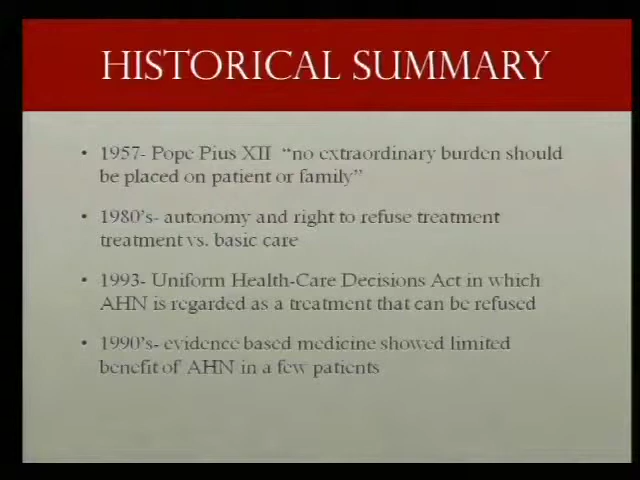 HISTORICAL SUMMARY
• 1957- Pope Pius XII “no extraordinary burden should
be placed on patient or family”
• 1980’s- autonomy and right to refuse treatment
treatment vs. basic care
• 1993- Uniform Health-Care Decisions Act in which
AHN is regarded as a treatment that can be refused
• 1990’s- evidence based medicine showed limited
benefit of AHN in a few patients